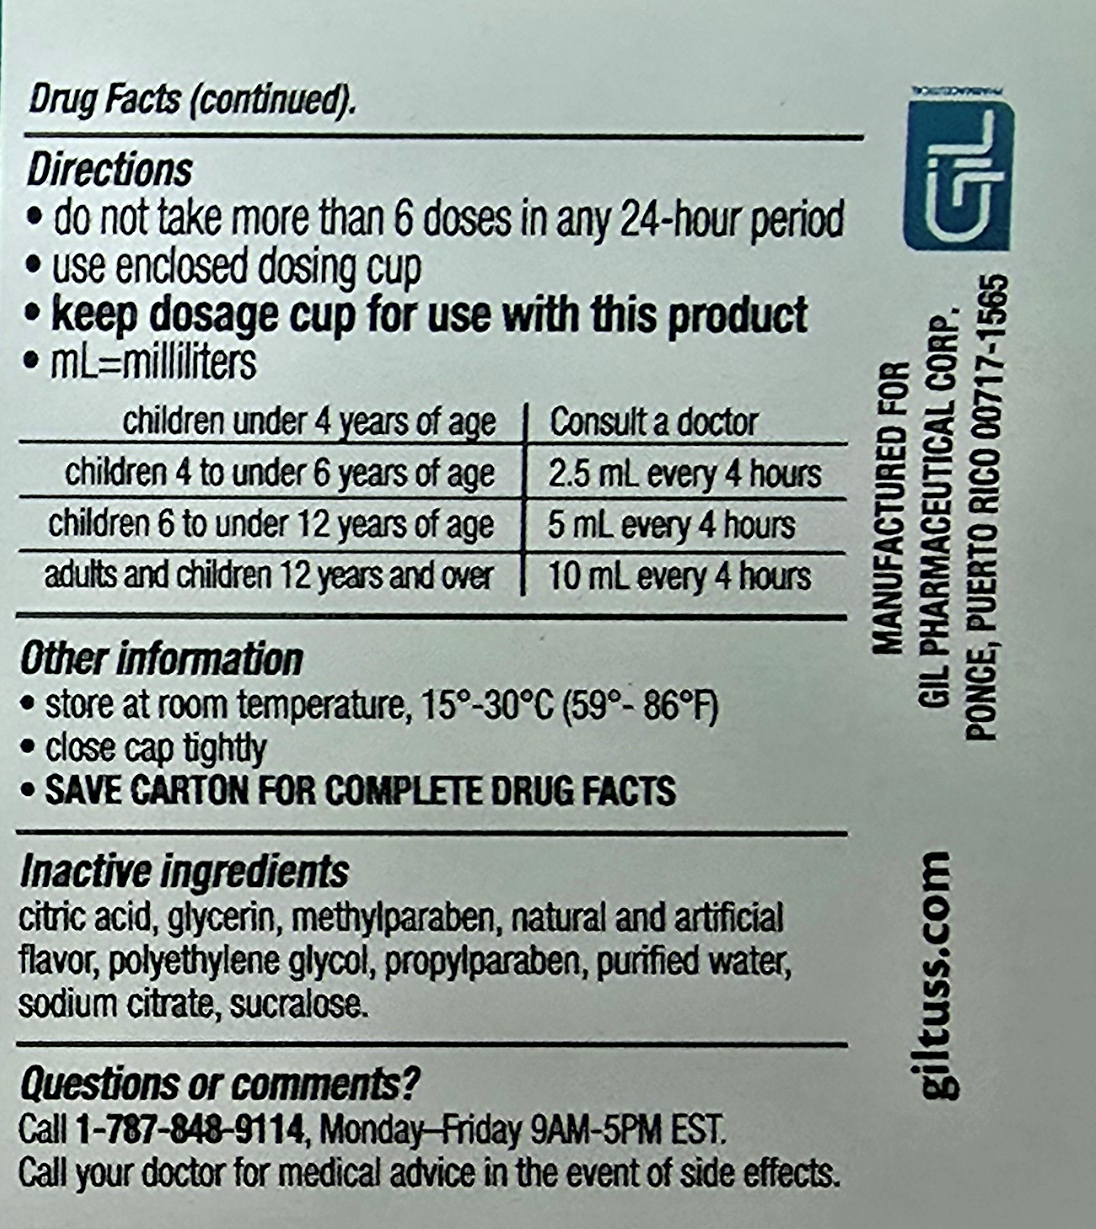 Drug Facts (continued).
Directions
• do not take more than 6 doses in any 24-hour period
• use enclosed dosing cup
• keep dosage cup for use with this product
• mL=milliliters
children under 4 years of age | Consult a doctor
children 4 to under 6 years of age | 2.5 mL every 4 hours
children 6 to under 12 years of age | 5 mL every 4 hours
adults and children 12 years and over | 10 mL every 4 hours
Other information
• store at room temperature, 15°-30°C (59°- 86°F)
• close cap tightly
• SAVE CARTON FOR COMPLETE DRUG FACTS
Inactive ingredients
citric acid, glycerin, methylparaben, natural and artificial
flavor, polyethylene glycol, propylparaben, purified water,
sodium citrate, sucralose.
Questions or comments?
Call 1-787-848-9114, Monday–Friday 9AM-5PM EST.
Call your doctor for medical advice in the event of side effects.
GIL
PHARMACEUTICAL
MANUFACTURED FOR
GIL PHARMACEUTICAL CORP.
PONCE, PUERTO RICO 00717-1565
giltuss.com